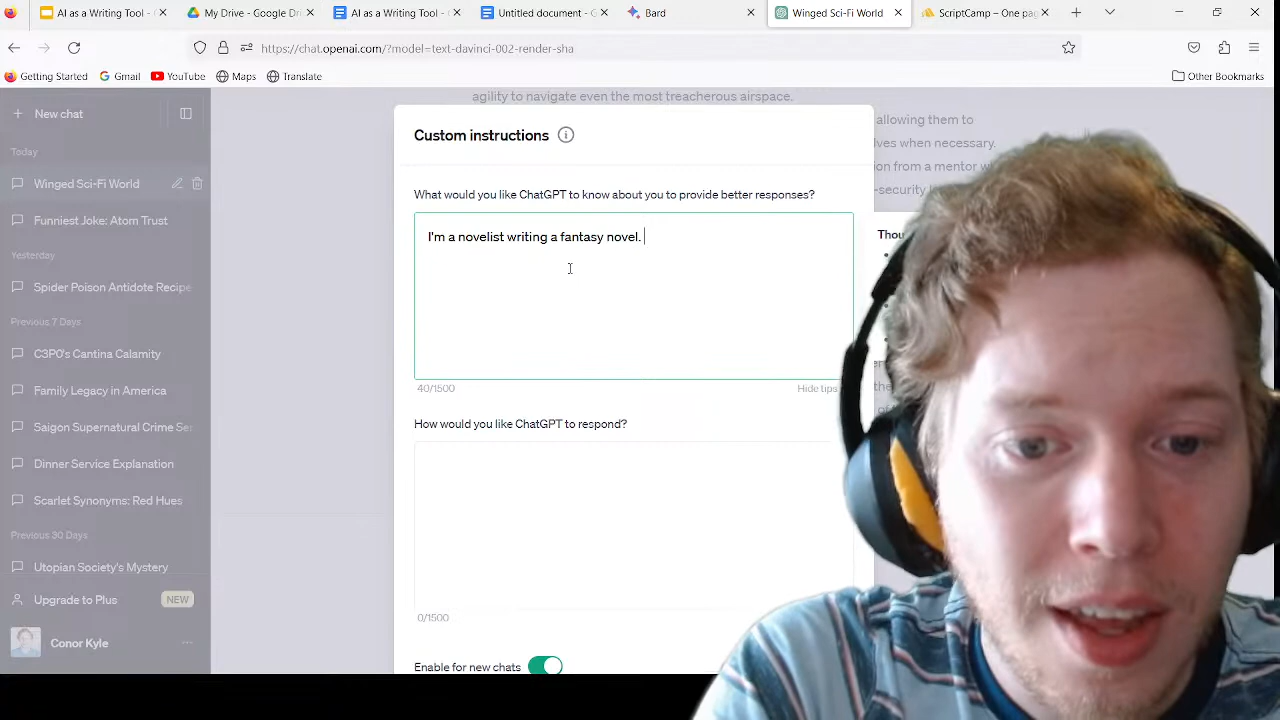 AI as a Writing Tool -
My Drive - Google Dri
AI as a Writing Tool -
Untitled document - G
Bard
Winged Sci-Fi World
ScriptCamp — One pag
https://chat.openai.com/?model=text-davinci-002-render-sha
Getting Started
Gmail
YouTube
Maps
Translate
Other Bookmarks
New chat
Today
Winged Sci-Fi World
Funniest Joke: Atom Trust
Yesterday
Spider Poison Antidote Recipe
Previous 7 Days
C3P0's Cantina Calamity
Family Legacy in America
Saigon Supernatural Crime Se
Dinner Service Explanation
Scarlet Synonyms: Red Hues
Previous 30 Days
Utopian Society's Mystery
Upgrade to Plus
NEW
Conor Kyle
agility to navigate even the most treacherous airspace.
allowing them to
lves when necessary.
ion from a mentor w
-security
Thou
Custom instructions
What would you like ChatGPT to know about you to provide better responses?
I'm a novelist writing a fantasy novel.
40/1500
Hide tips
How would you like ChatGPT to respond?
0/1500
Enable for new chats